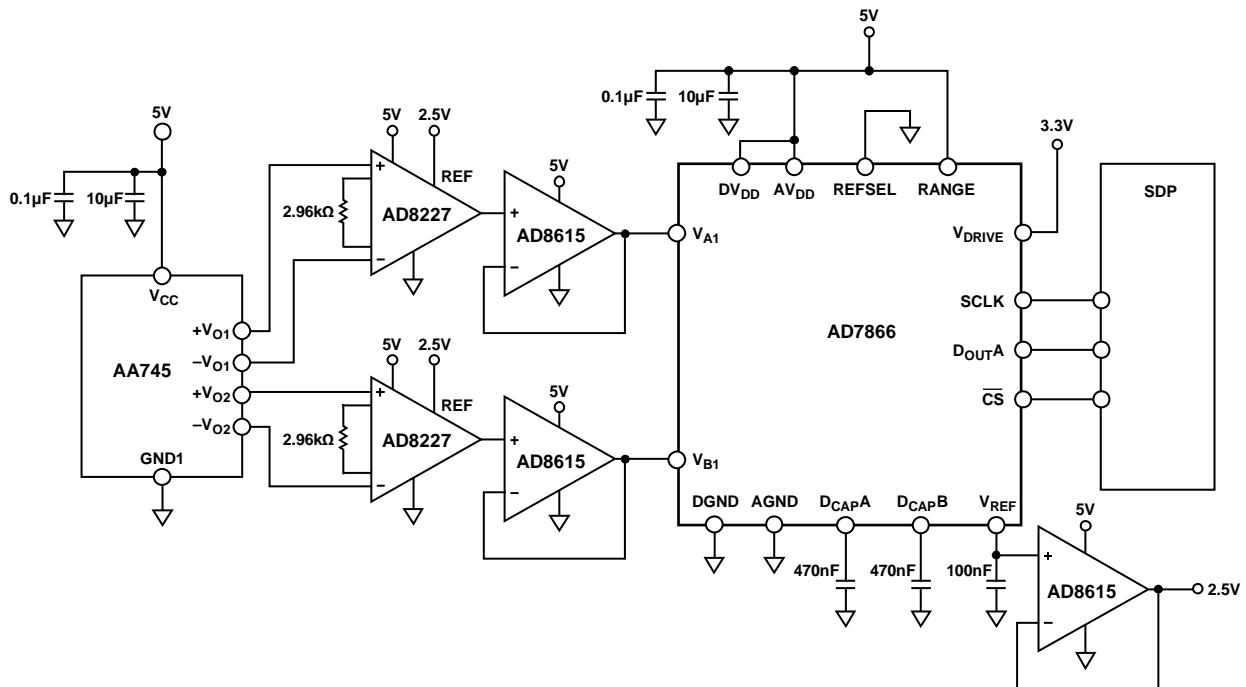 5V
0.1µF
10µF
3.3V
5V
0.1µF
10µF
5V
2.5V
REF
2.96kΩ
+
−
AD8227
5V
+
−
AD8615
DVDD
AVDD
REFSEL
RANGE
SDP
VA1
VDRIVE
VCC
+VO1
−VO1
+VO2
−VO2
AA745
GND1
SCLK
DOUTA
CS
AD7866
5V
2.5V
REF
2.96kΩ
+
−
AD8227
5V
+
−
AD8615
VB1
DGND
AGND
DCAPA
DCAPB
VREF
470nF
470nF
100nF
5V
+
−
AD8615
2.5V